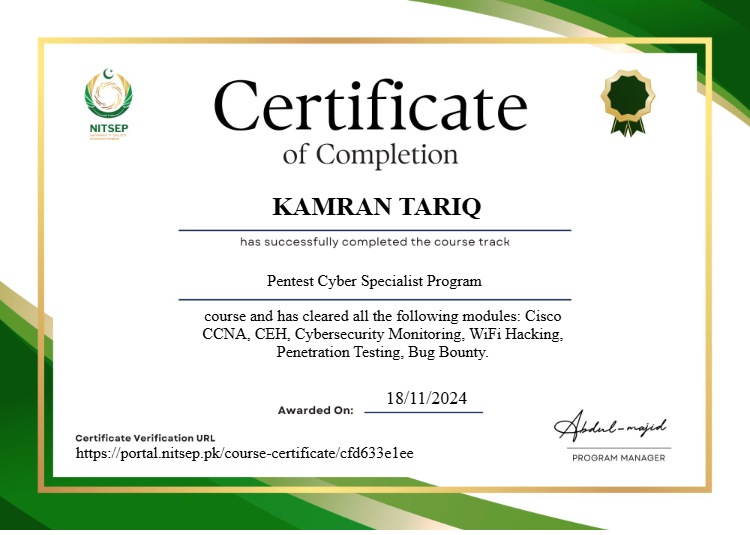 NITSEP
Certificate
of Completion
KAMRAN TARIQ
has successfully completed the course track
Pentest Cyber Specialist Program
course and has cleared all the following modules: Cisco
CCNA, CEH, Cybersecurity Monitoring, WiFi Hacking,
Penetration Testing, Bug Bounty.
Awarded On: 18/11/2024
Abdul-majid
PROGRAM MANAGER
Certificate Verification URL
https://portal.nitsep.pk/course-certificate/cfd633e1ee